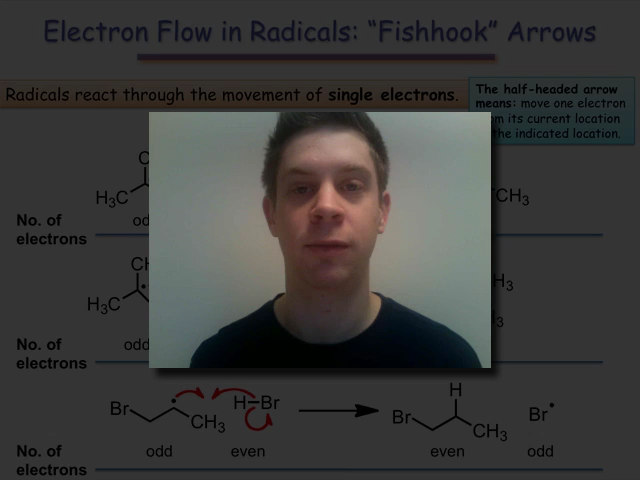 Electron Flow in Radicals: “Fishhook” Arrows
Radicals react through the movement of single electrons.
The half-headed arrow
means: move one electron
its current location
the indicated location.
H₃C
CH₃
No. of
electrons
H₃C
No. of
electrons
odd
Br
CH₃
H–Br
H
Br
CH₃
Br•
No. of
electrons
odd
even
even
odd